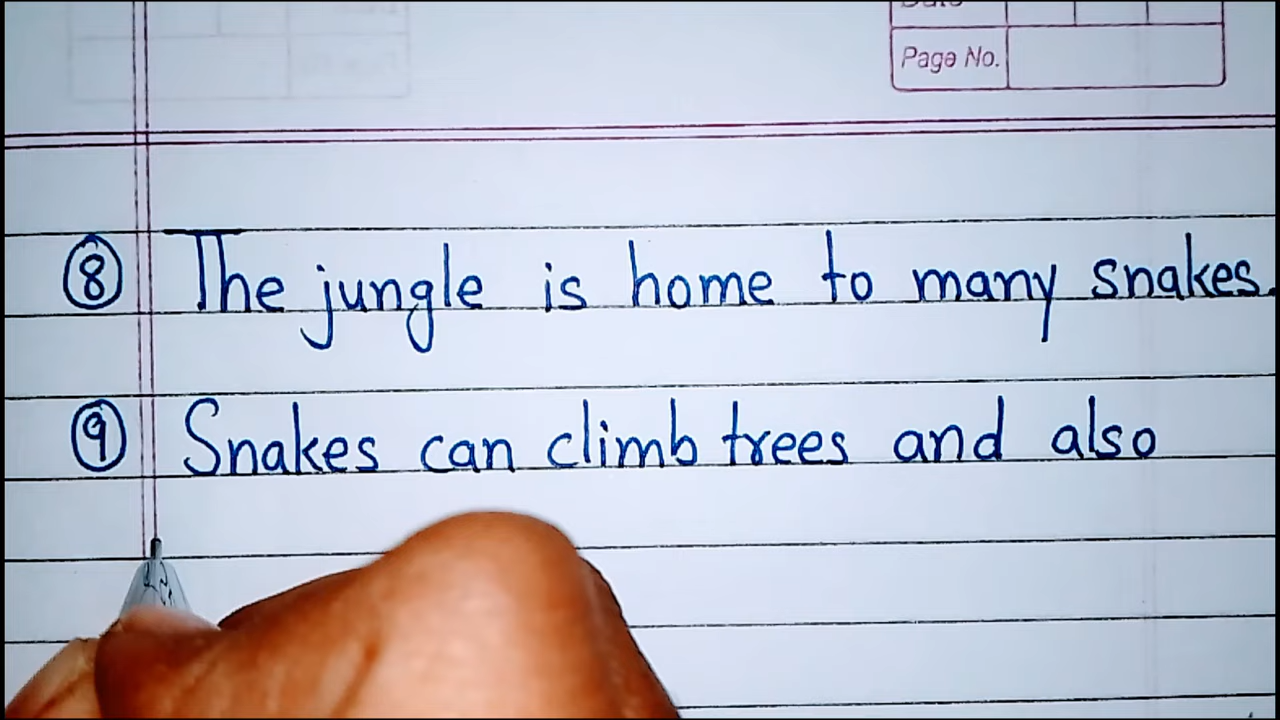 Page No.
⑧ The jungle is home to many snakes.
⑨ Snakes can climb trees and also